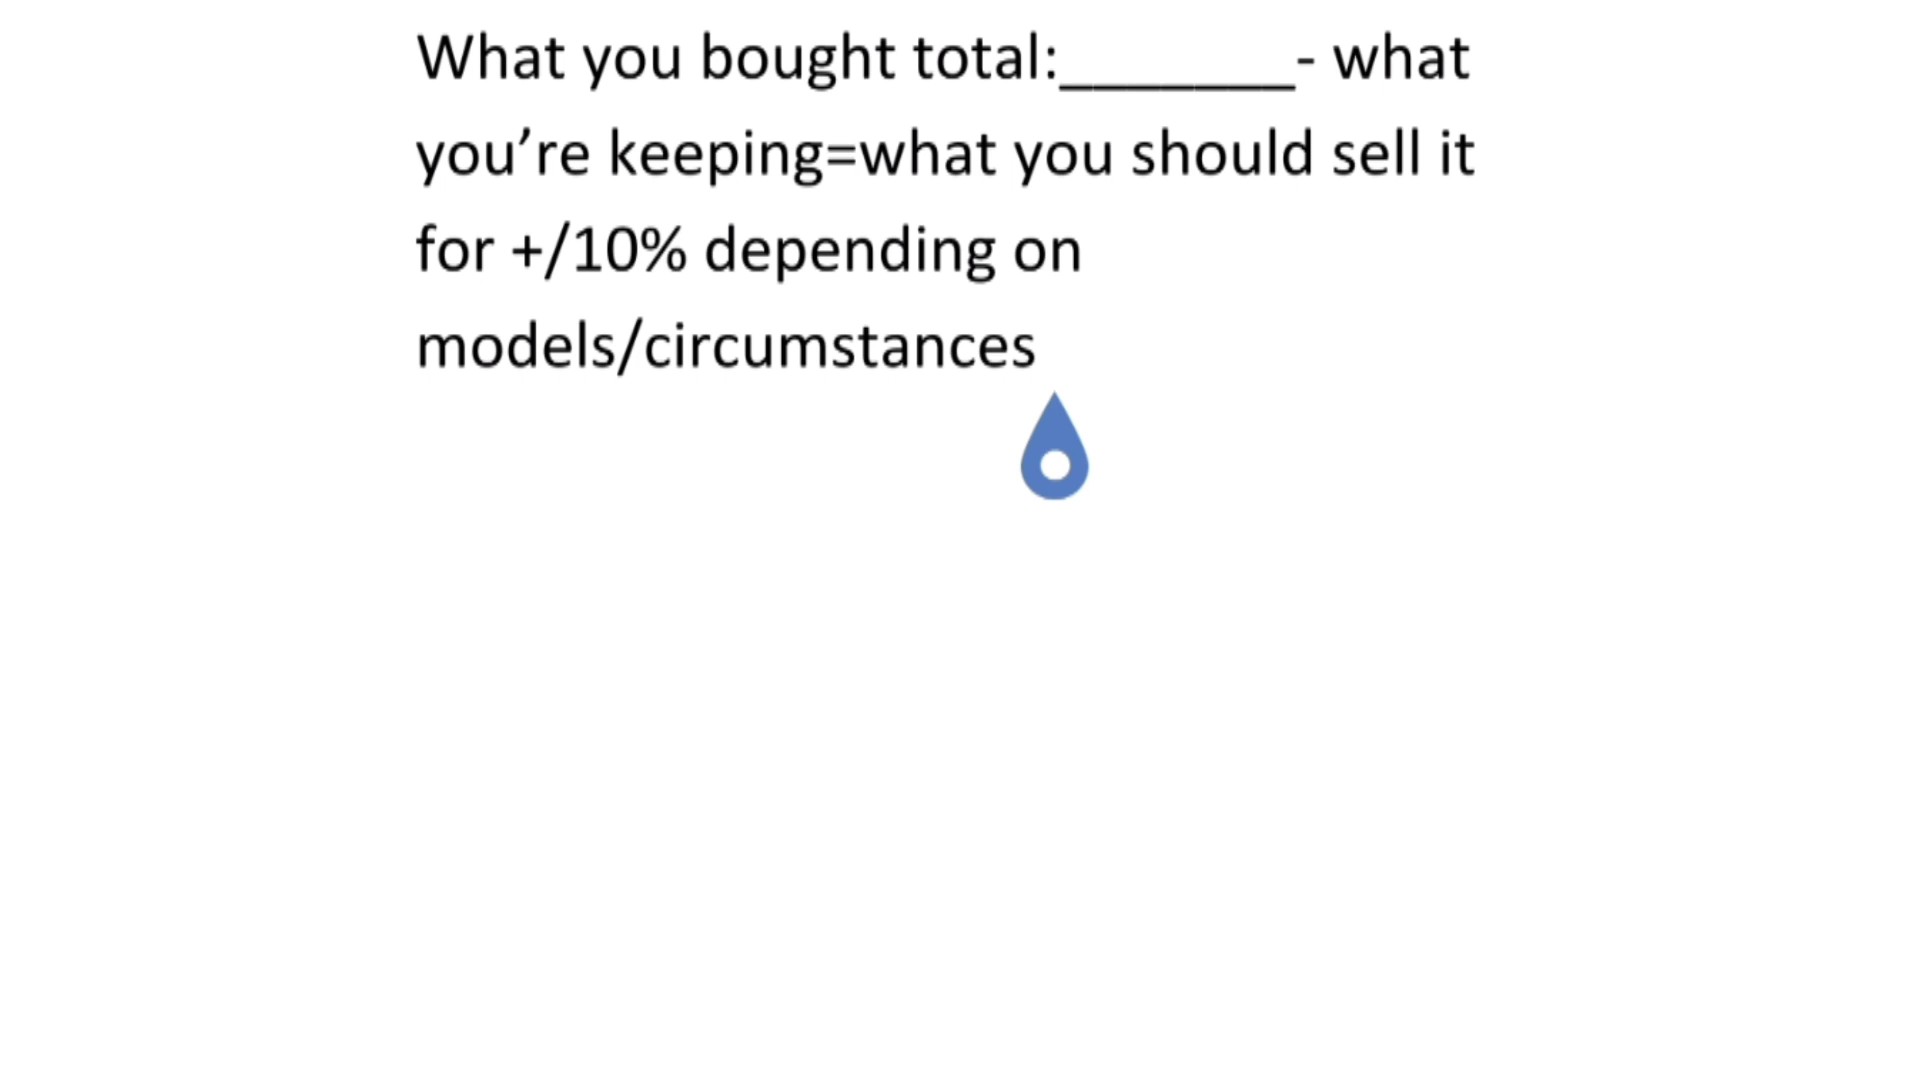 What you bought total:_______- what
you’re keeping=what you should sell it
for +/10% depending on
models/circumstances